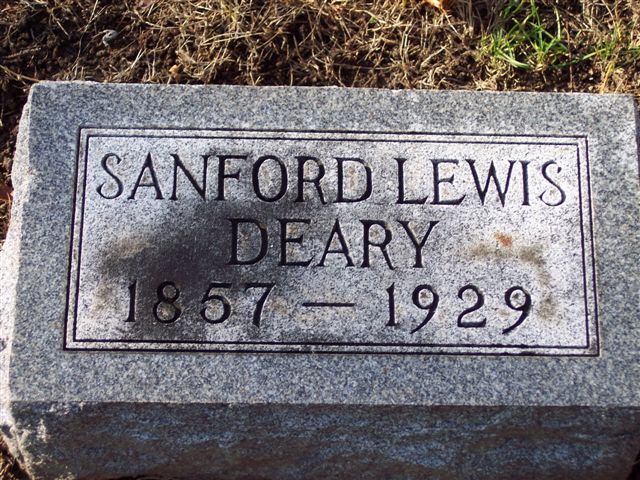 SANFORD LEWIS
DEARY
1857 — 1929